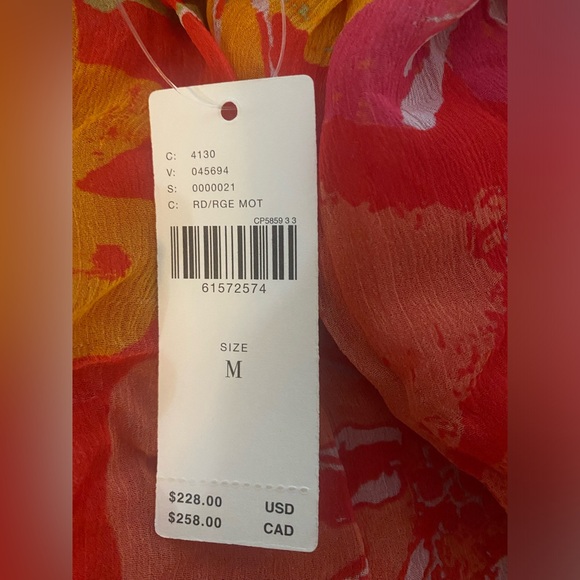 C: 4130
V: 045694
S: 0000021
C: RD/RGE MOT
CP5859 3 3
61572574
SIZE
M
$228.00 USD
$258.00 CAD